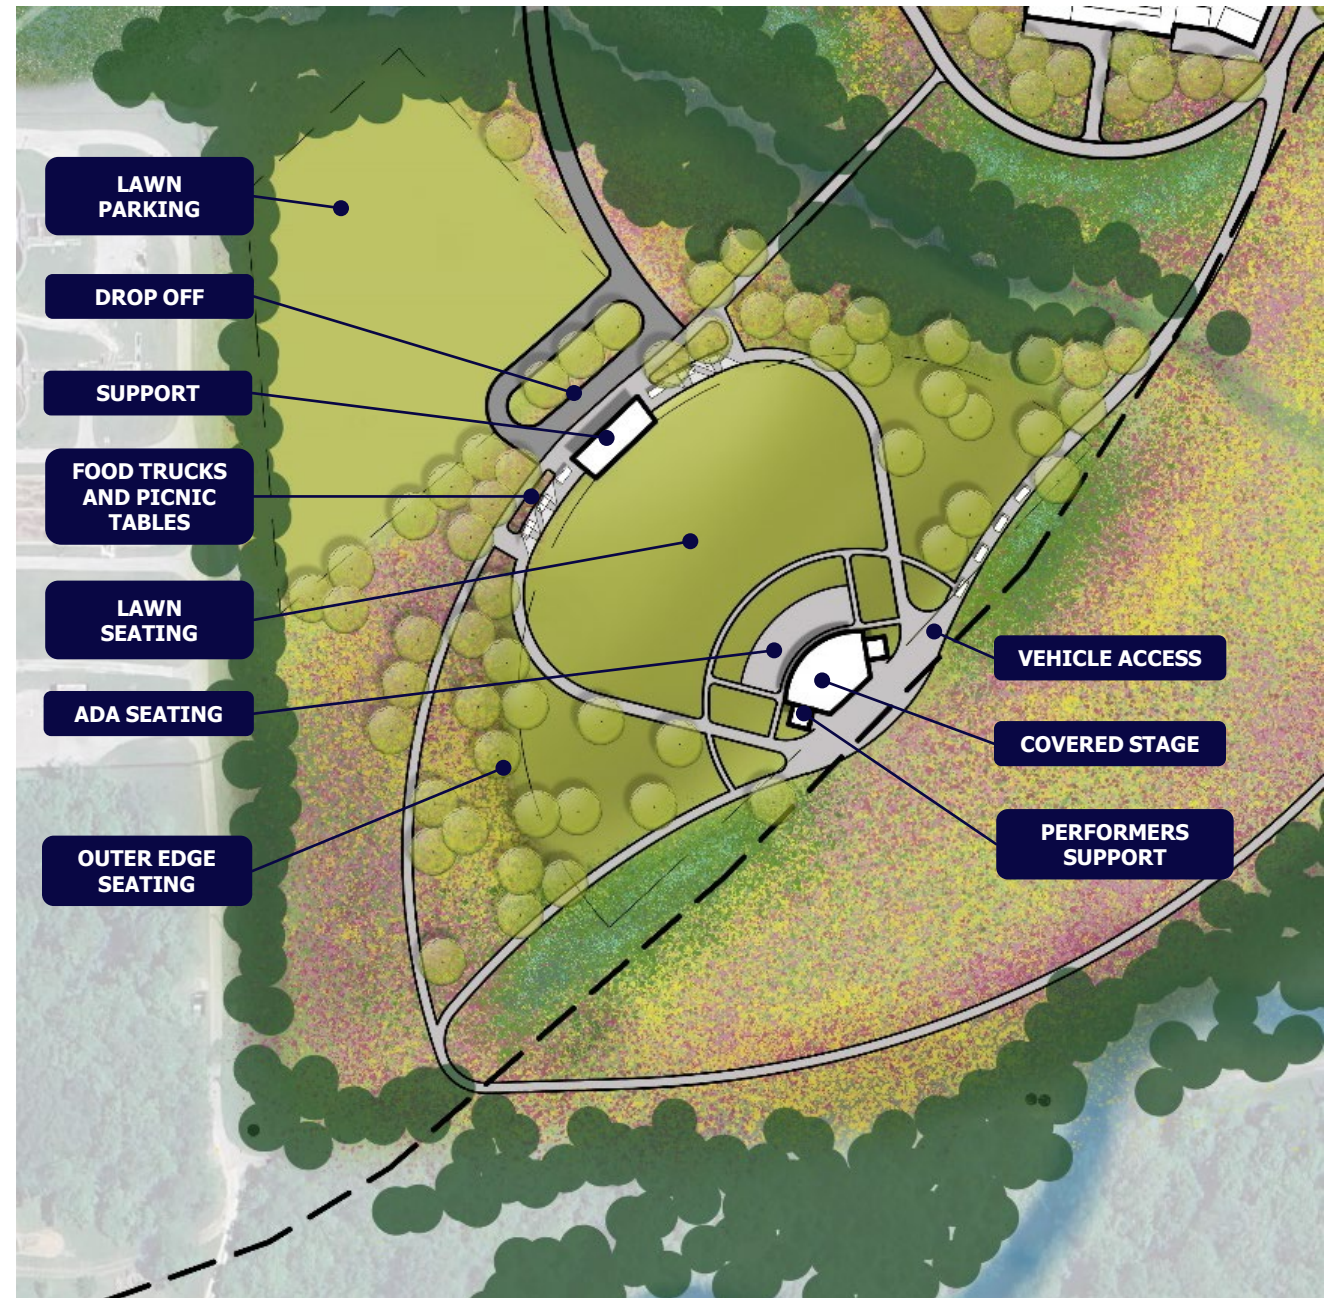 LAWN
PARKING
DROP OFF
SUPPORT
FOOD TRUCKS
AND PICNIC
TABLES
LAWN
SEATING
ADA SEATING
OUTER EDGE
SEATING
VEHICLE ACCESS
COVERED STAGE
PERFORMERS
SUPPORT